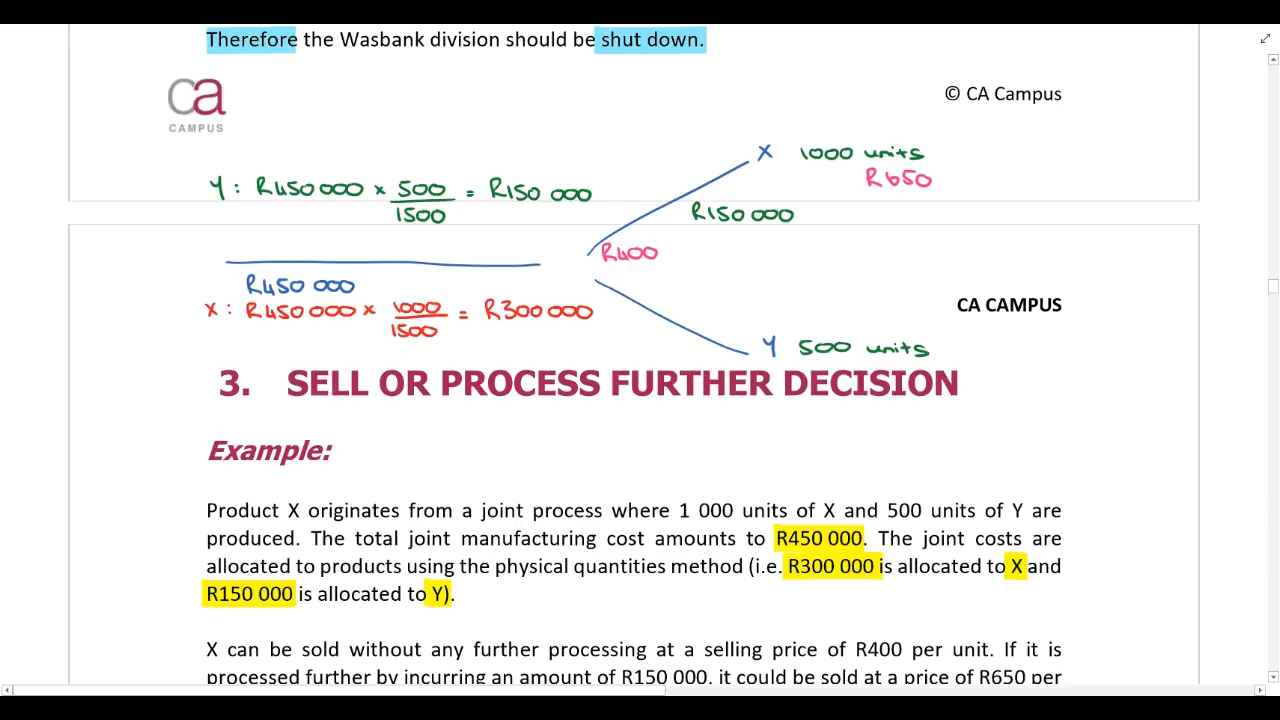 Therefore the Wasbank division should be shut down.
ca
CAMPUS
© CA Campus
X 1000 units
R650
Y : R450 000 × 500 = R150 000
1500
R150 000
R400
R450 000
X : R450 000 × 1000 = R300 000
1500
CA CAMPUS
Y 500 units
3. SELL OR PROCESS FURTHER DECISION
Example:
Product X originates from a joint process where 1 000 units of X and 500 units of Y are
produced. The total joint manufacturing cost amounts to R450 000. The joint costs are
allocated to products using the physical quantities method (i.e. R300 000 is allocated to X and
R150 000 is allocated to Y).
X can be sold without any further processing at a selling price of R400 per unit. If it is
processed further by incurring an amount of R150 000, it could be sold at a price of R650 per